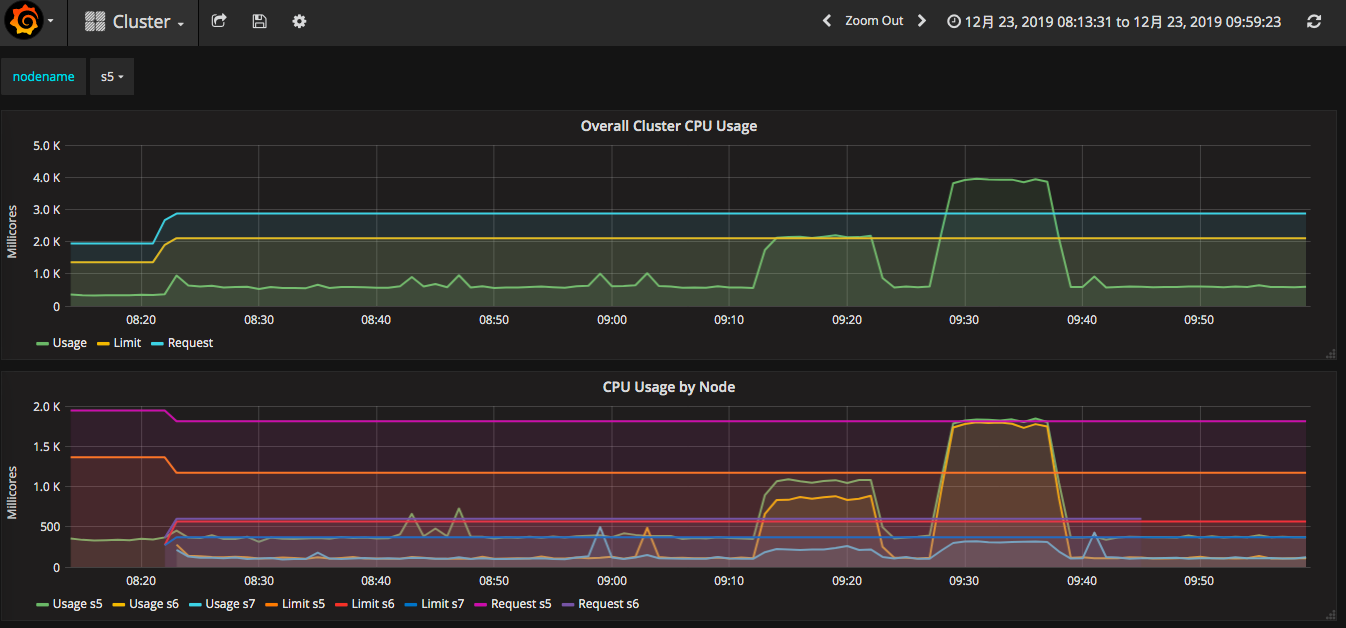 Cluster
Zoom Out
12月 23, 2019 08:13:31 to 12月 23, 2019 09:59:23
nodename s5
Overall Cluster CPU Usage
5.0 K
4.0 K
3.0 K
2.0 K
1.0 K
0
Millicores
08:20 08:30 08:40 08:50 09:00 09:10 09:20 09:30 09:40 09:50
Usage Limit Request
CPU Usage by Node
2.0 K
1.5 K
1.0 K
500
0
Millicores
08:20 08:30 08:40 08:50 09:00 09:10 09:20 09:30 09:40 09:50
Usage s5 Usage s6 Usage s7 Limit s5 Limit s6 Limit s7 Request s5 Request s6